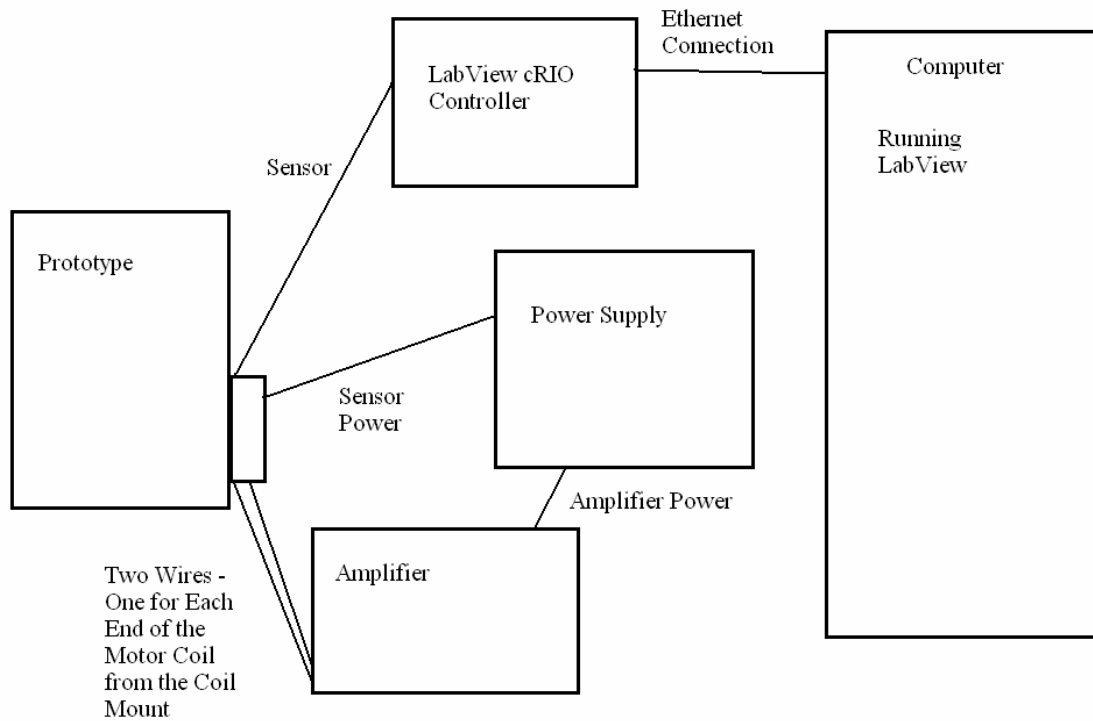 Ethernet
Connection
LabView cRIO
Controller
Computer
Running
LabView
Sensor
Prototype
Power Supply
Sensor
Power
Amplifier Power
Amplifier
Two Wires -
One for Each
End of the
Motor Coil
from the Coil
Mount